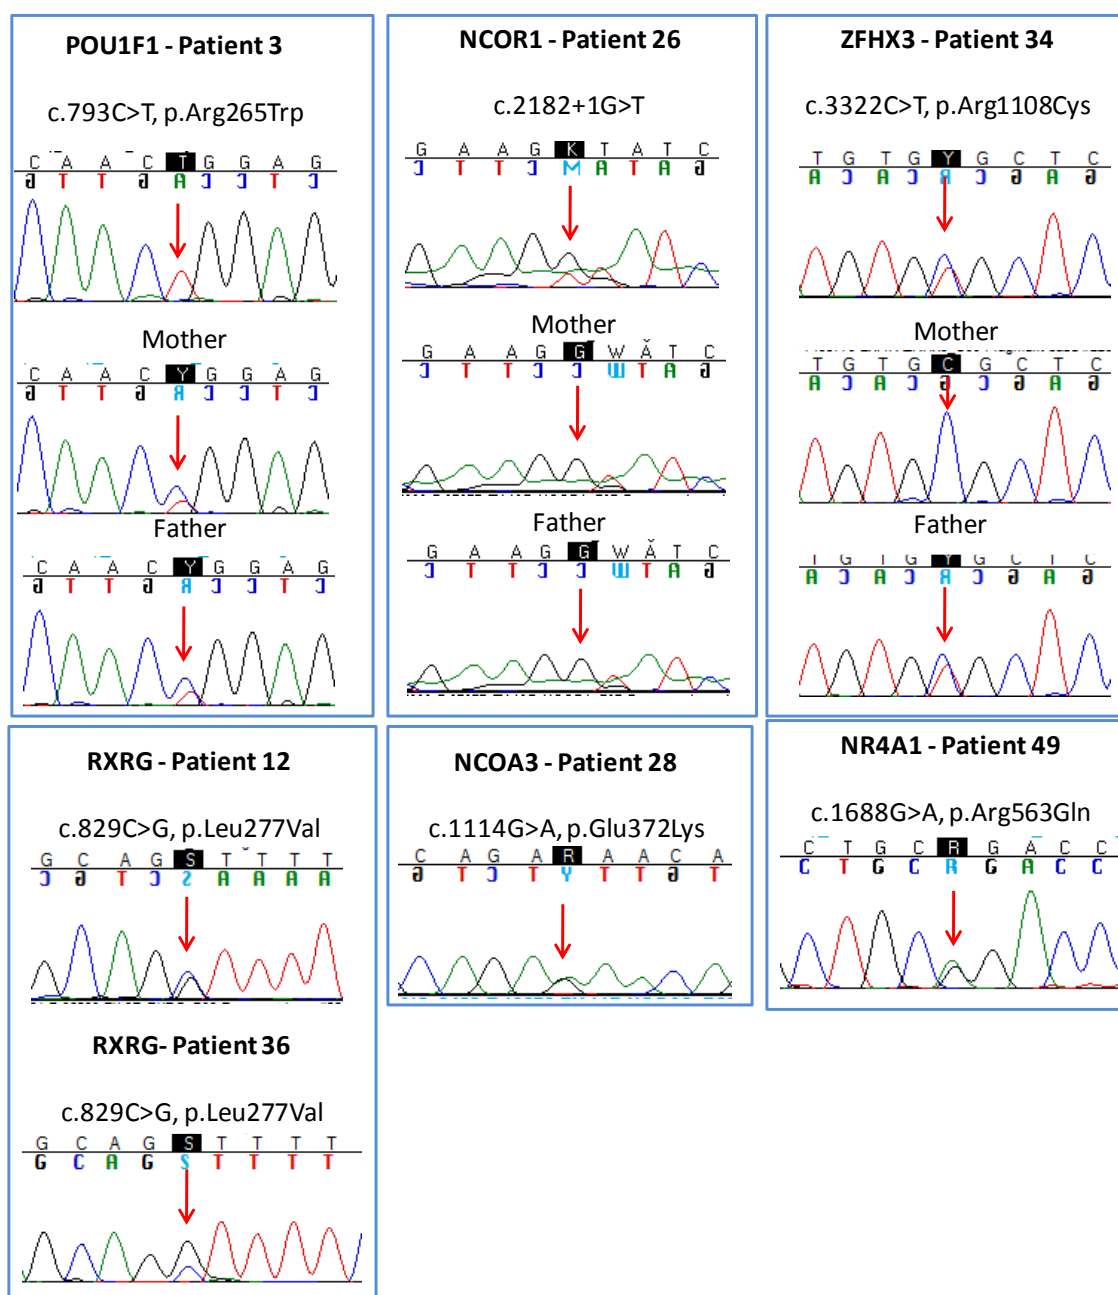 POU1F1 - Patient 3
c.793C>T, p.Arg265Trp
C A A C T G G A G
G T T G A C C T C
Mother
C A A C Y G G A G
G T T G R C C T C
Father
C A A C Y G G A G
G T T G R C C T C
NCOR1 - Patient 26
c.2182+1G>T
G A A G K T A T C
C T T C M A T A G
Mother
G A A G G W A T C
C T T C C W T A G
Father
G A A G G W A T C
C T T C C W T A G
ZFHX3 - Patient 34
c.3322C>T, p.Arg1108Cys
T G T G Y G C T C
A C A C R C G A G
Mother
T G T G C G C T C
A C A C G C G A G
Father
T G T G Y G C T C
A C A C R C G A G
RXRG - Patient 12
c.829C>G, p.Leu277Val
G C A G S T T T T
C G T C S A A A A
RXRG- Patient 36
c.829C>G, p.Leu277Val
G C A G S T T T T
G C A G S T T T T
NCOA3 - Patient 28
c.1114G>A, p.Glu372Lys
C A G A R A A C A
G T C T Y T T G T
NR4A1 - Patient 49
c.1688G>A, p.Arg563Gln
C T G C R G A C C
C T G C R G A C C